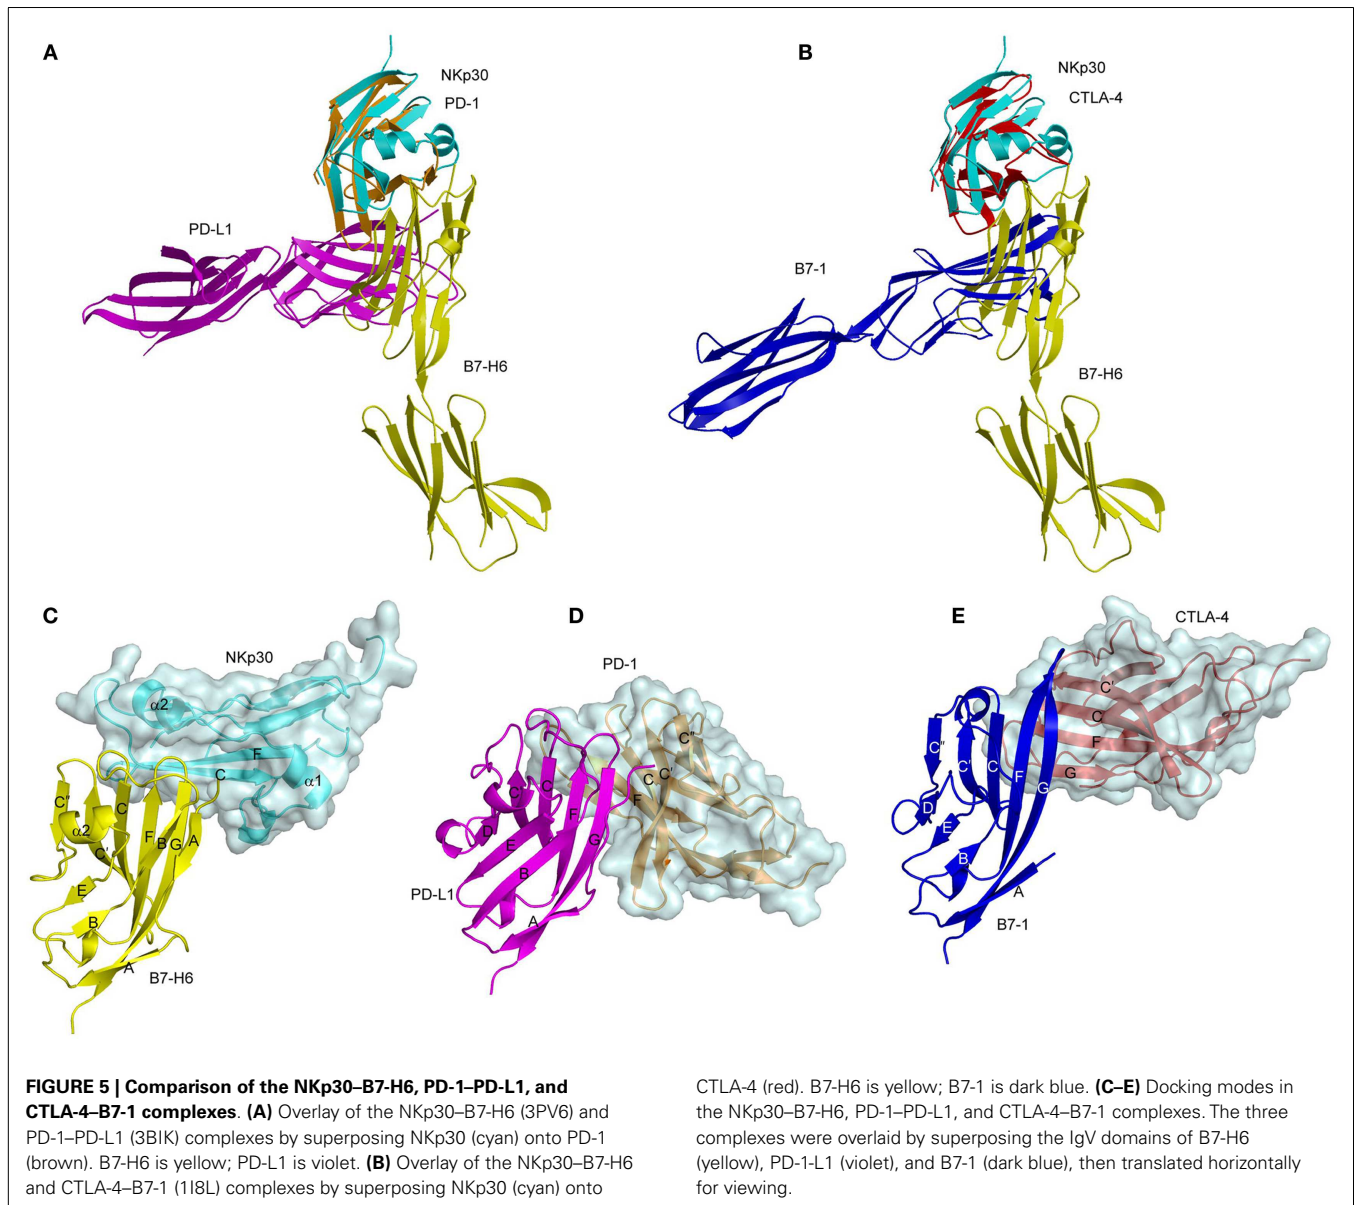 A
NKp30
PD-1
PD-L1
B7-H6
B
NKp30
CTLA-4
B7-1
B7-H6
C
NKp30
α2
F
C
α1
C"
α2
C
C'
F
B
G
A
E
B
A
B7-H6
D
PD-1
C"
C
C'
F
C'
C
D
F
E
G
B
PD-L1
A
E
CTLA-4
C'
C
F
G
C"
C'
C
F
G
D
E
B
A
B7-1
FIGURE 5 | Comparison of the NKp30–B7-H6, PD-1–PD-L1, and
CTLA-4–B7-1 complexes. (A) Overlay of the NKp30–B7-H6 (3PV6) and
PD-1–PD-L1 (3BIK) complexes by superposing NKp30 (cyan) onto PD-1
(brown). B7-H6 is yellow; PD-L1 is violet. (B) Overlay of the NKp30–B7-H6
and CTLA-4–B7-1 (1I8L) complexes by superposing NKp30 (cyan) onto
CTLA-4 (red). B7-H6 is yellow; B7-1 is dark blue. (C–E) Docking modes in
the NKp30–B7-H6, PD-1–PD-L1, and CTLA-4–B7-1 complexes. The three
complexes were overlaid by superposing the IgV domains of B7-H6
(yellow), PD-1-L1 (violet), and B7-1 (dark blue), then translated horizontally
for viewing.